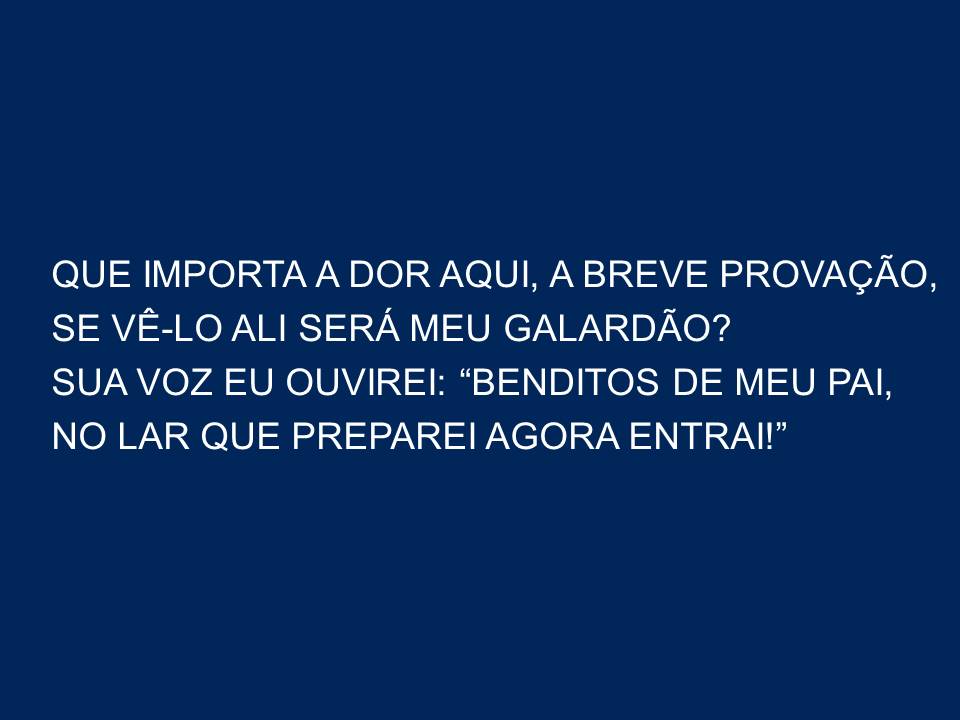 QUE IMPORTA A DOR AQUI, A BREVE PROVAÇÃO,
SE VÊ-LO ALI SERÁ MEU GALARDÃO?
SUA VOZ EU OUVIREI: “BENDITOS DE MEU PAI,
NO LAR QUE PREPAREI AGORA ENTRAI!”